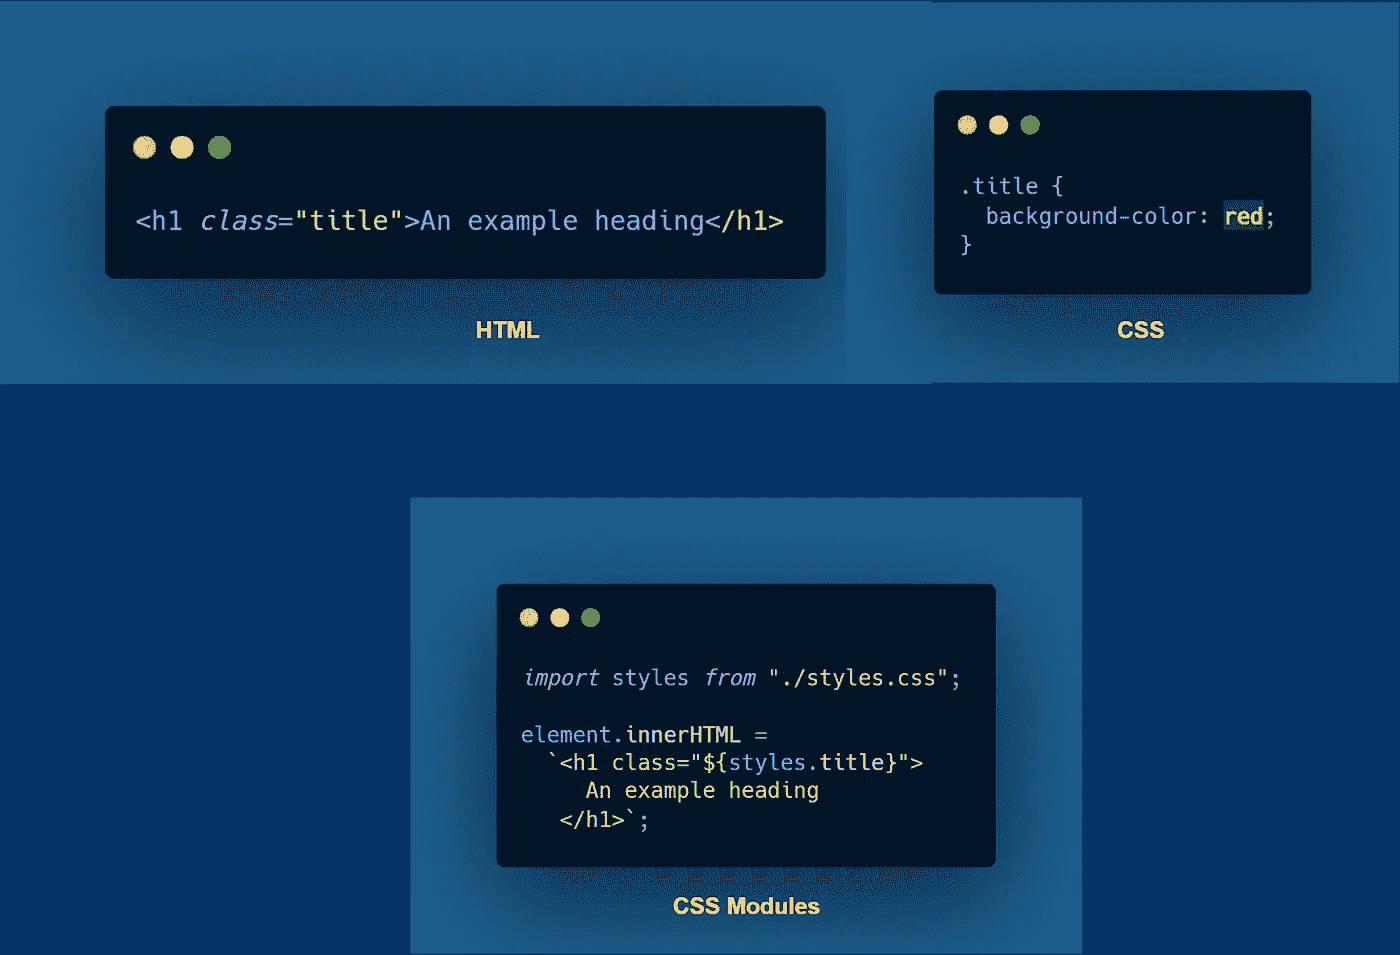 <h1 class="title">An example heading</h1>
HTML
.title {
  background-color: red;
}
CSS
import styles from "./styles.css";
element.innerHTML =
  `<h1 class="${styles.title}">
     An example heading
   </h1>`;
CSS Modules